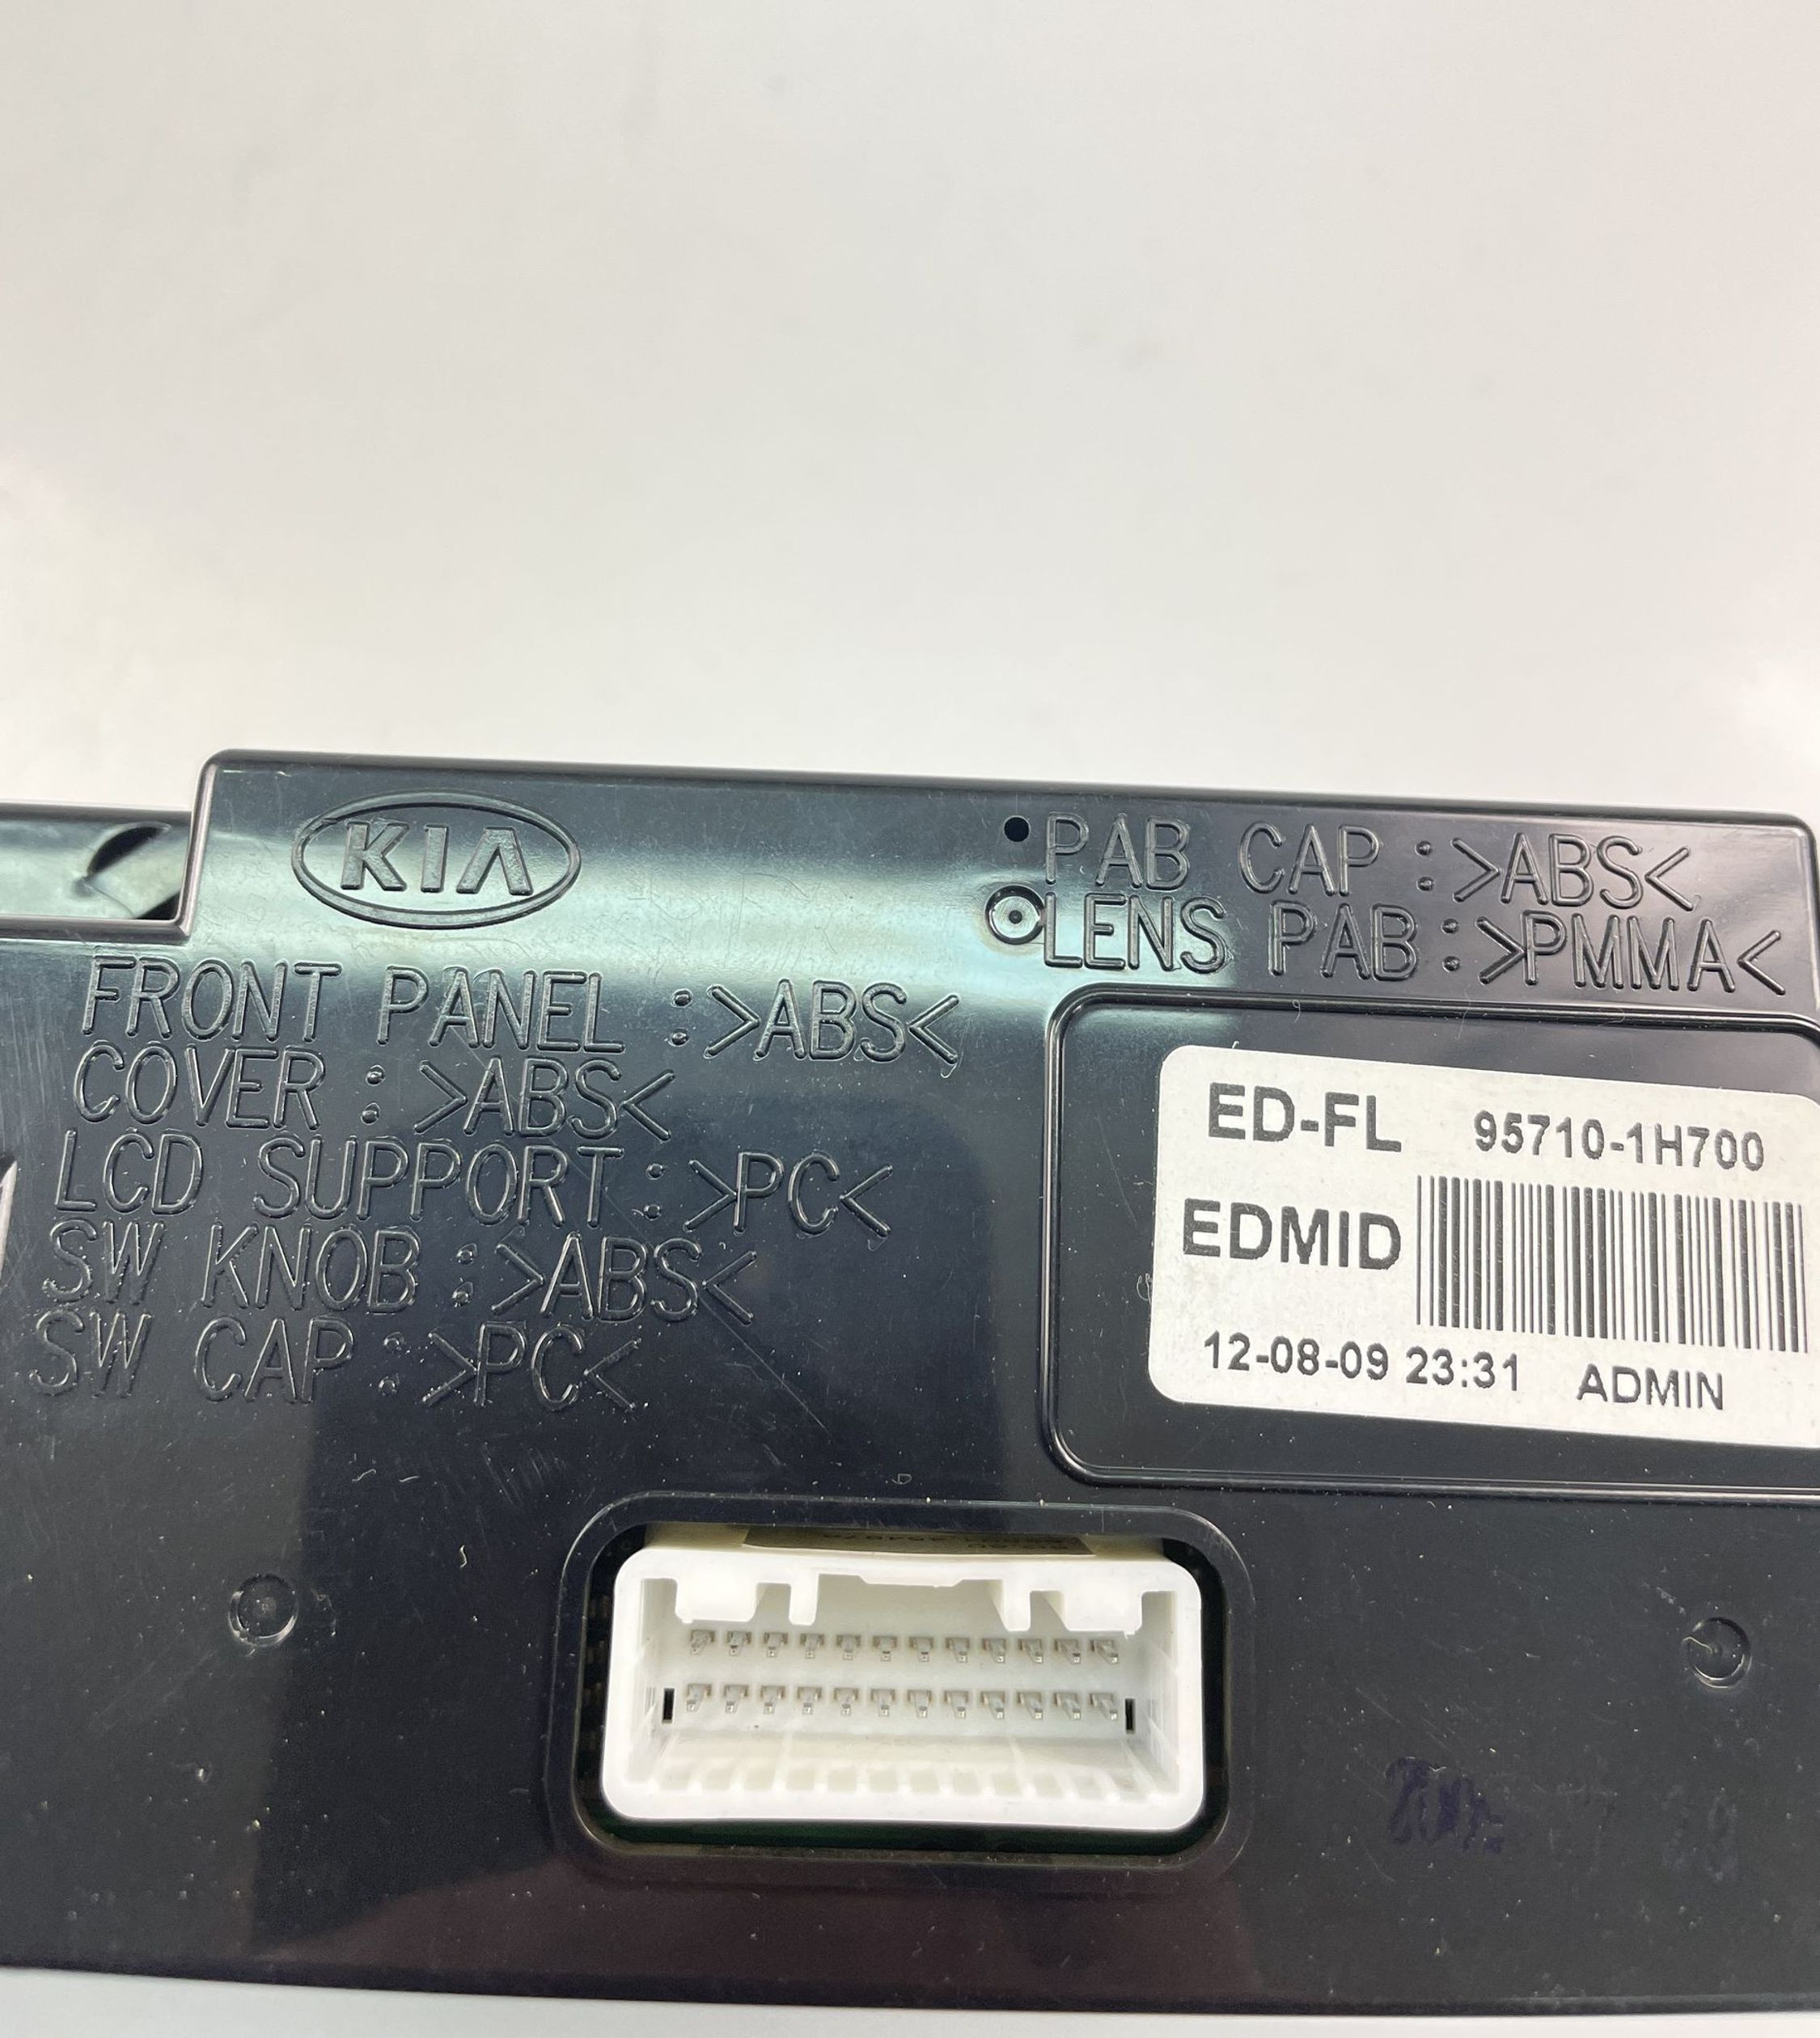 KIA
PAB CAP : >ABS<
LENS PAB : >PMMA<
FRONT PANEL : >ABS<
COVER : >ABS<
LCD SUPPORT : >PC<
SW KNOB : >ABS<
SW CAP : >PC<
ED-FL 95710-1H700
EDMID
12-08-09 23:31 ADMIN